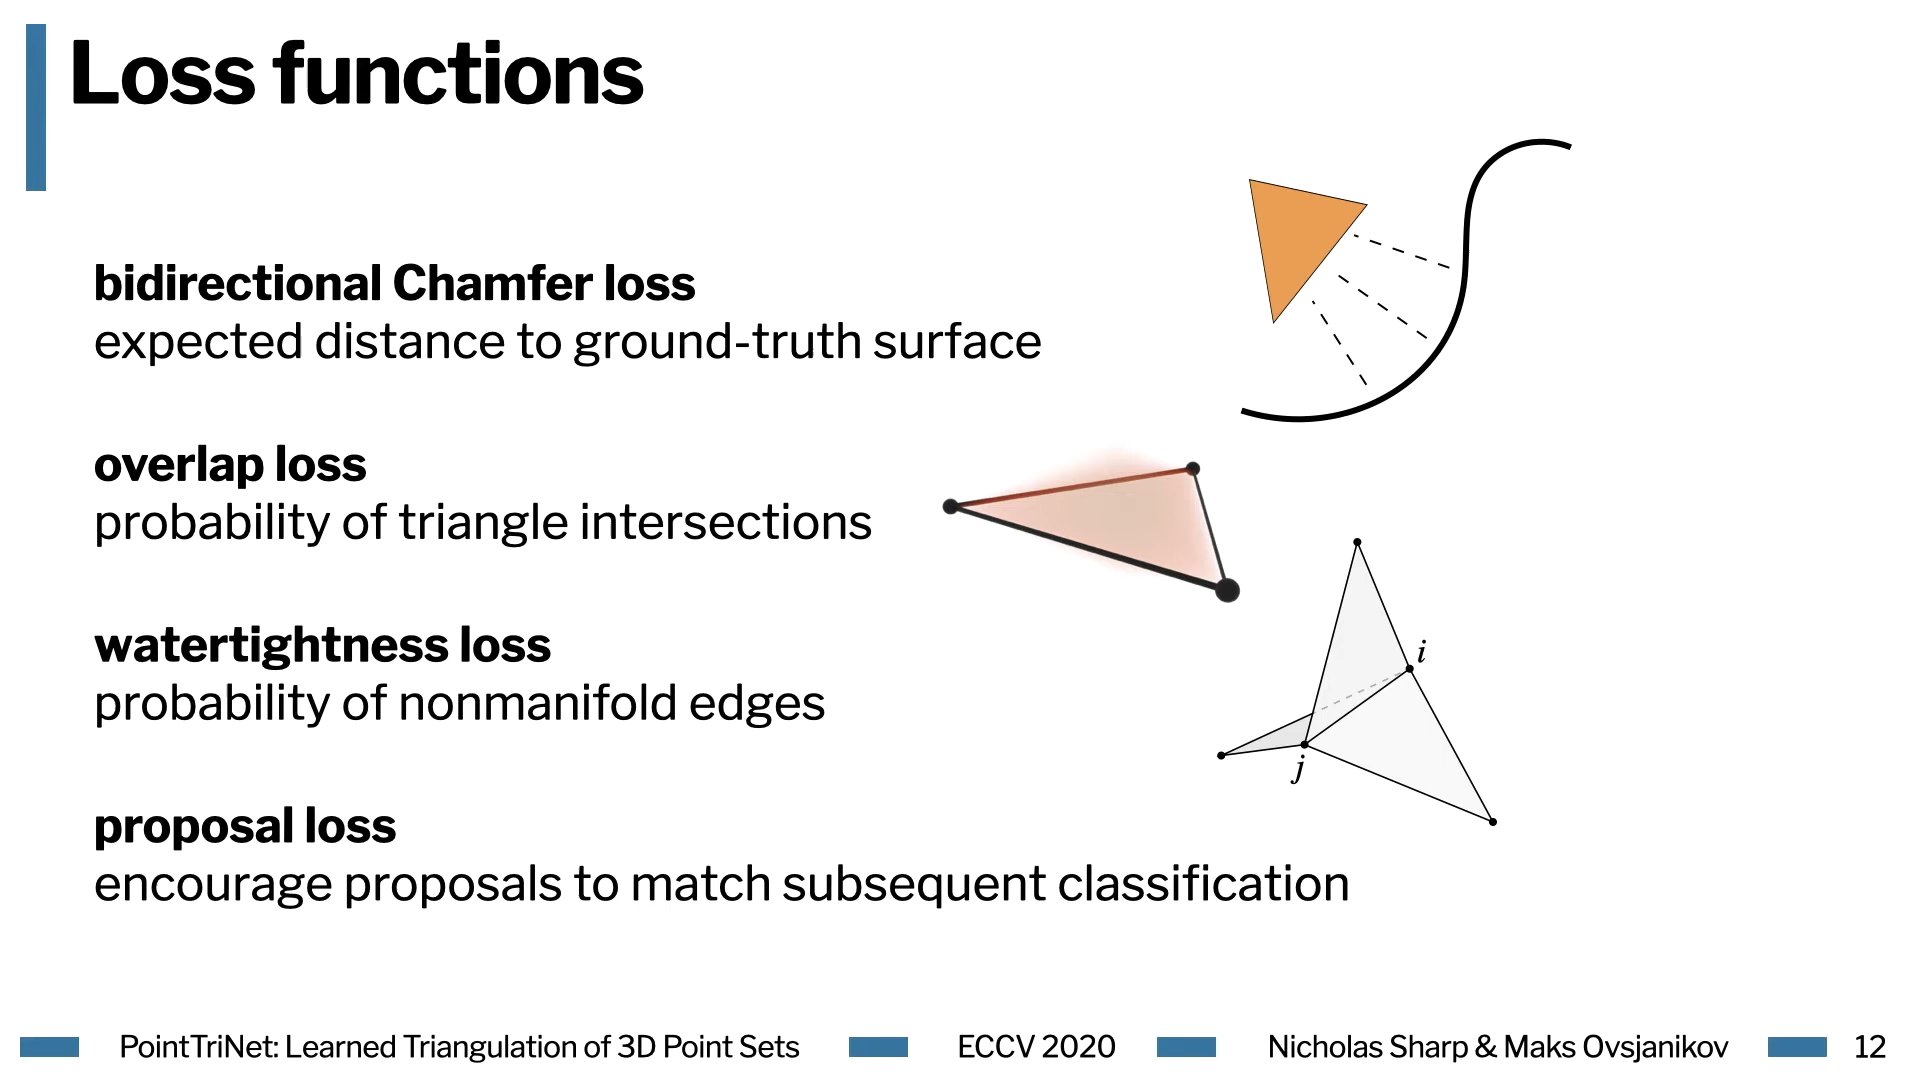 Loss functions
bidirectional Chamfer loss
expected distance to ground-truth surface
overlap loss
probability of triangle intersections
watertightness loss
probability of nonmanifold edges
i
j
proposal loss
encourage proposals to match subsequent classification
PointTriNet: Learned Triangulation of 3D Point Sets
ECCV 2020
Nicholas Sharp & Maks Ovsjanikov
12